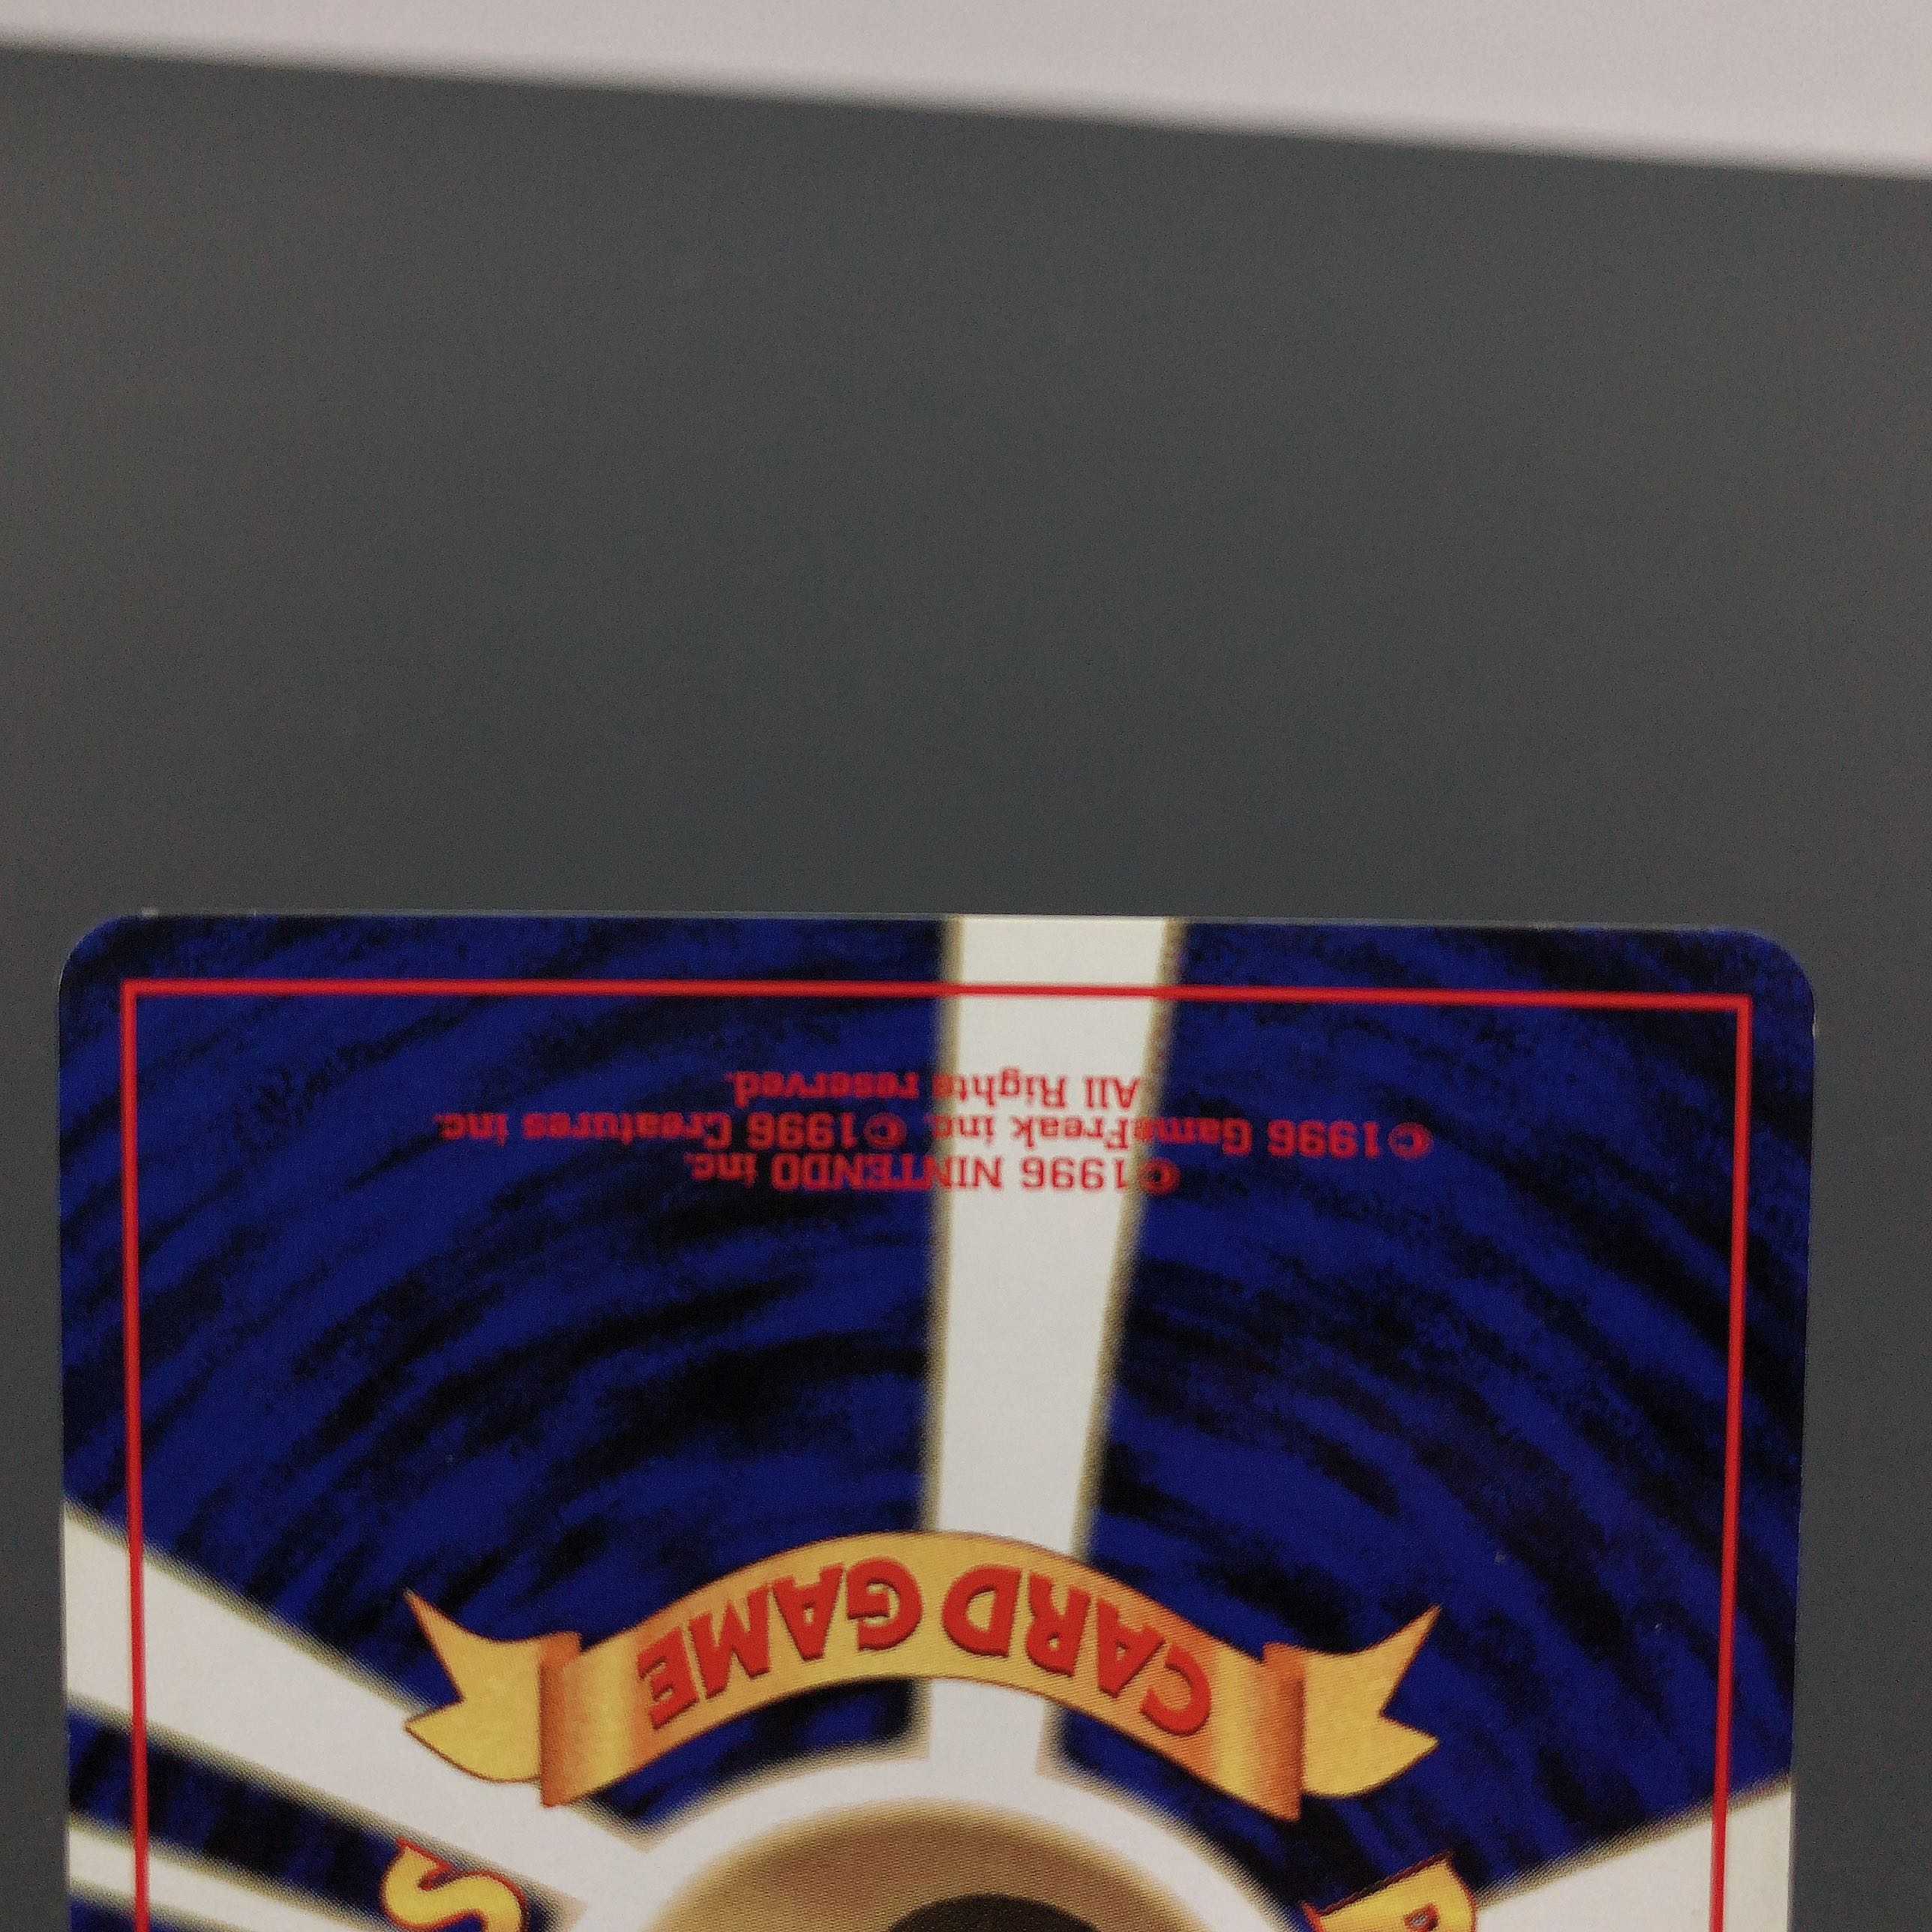 P S
CARD GAME
©1996 NINTENDO inc.
©1996 GameFreak inc. ©1996 Creatures inc.
All Rights reserved.